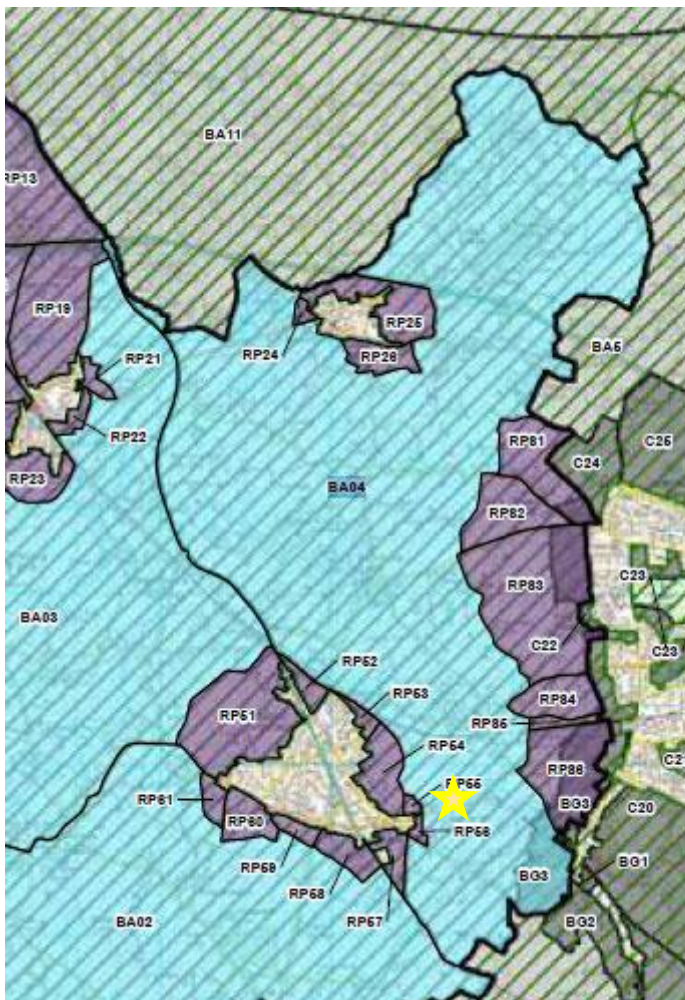 BA11
RP13
RP19
RP25
RP24
RP26
BA5
RP21
RP22
RP23
RP81
C25
C24
BA04
RP82
C23
RP83
BA03
C22
C23
RP52
RP53
RP84
RP51
RP85
RP54
RP86
RP55
RP61
BG3
C20
RP60
RP56
RP59
BG1
RP58
BG3
RP57
BA02
BG2